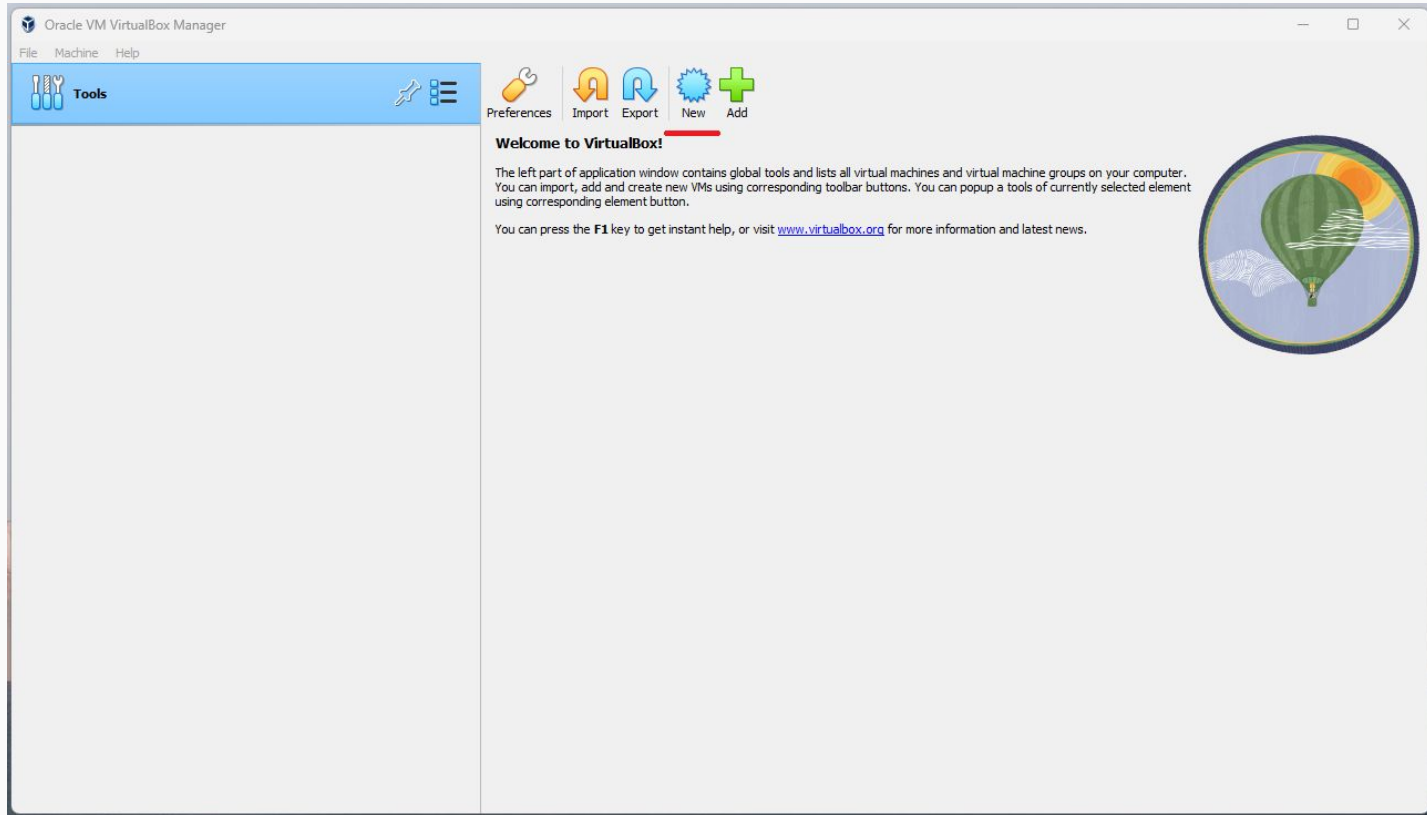 Oracle VM VirtualBox Manager
File Machine Help
Tools
Preferences Import Export New Add
Welcome to VirtualBox!
The left part of application window contains global tools and lists all virtual machines and virtual machine groups on your computer.
You can import, add and create new VMs using corresponding toolbar buttons. You can popup a tools of currently selected element
using corresponding element button.
You can press the F1 key to get instant help, or visit www.virtualbox.org for more information and latest news.